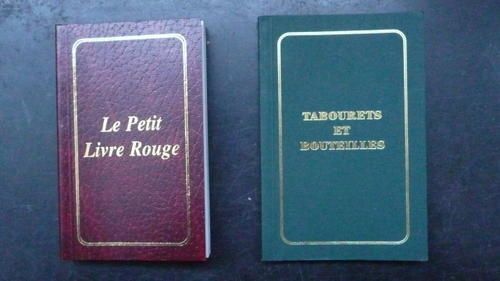 Le Petit
Livre Rouge
TABOURETS
ET
BOUTEILLES